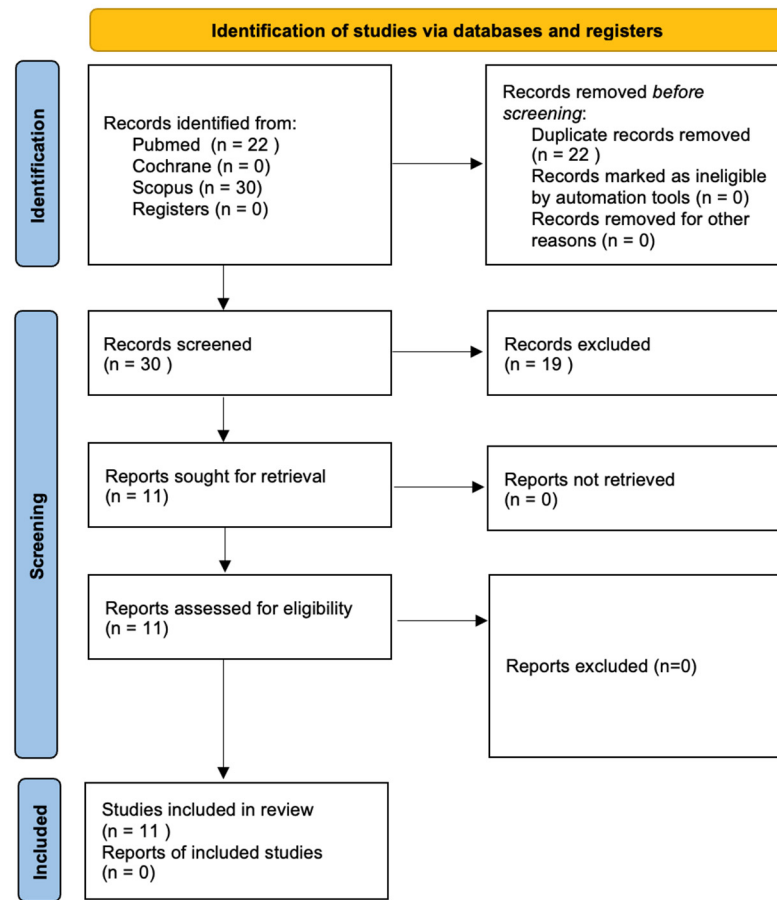 Identification of studies via databases and registers
Identification
Records identified from:
Pubmed (n = 22 )
Cochrane (n = 0)
Scopus (n = 30)
Registers (n = 0)
Records removed before
screening:
Duplicate records removed
(n = 22 )
Records marked as ineligible
by automation tools (n = 0)
Records removed for other
reasons (n = 0)
Screening
Records screened
(n = 30 )
Records excluded
(n = 19 )
Reports sought for retrieval
(n = 11)
Reports not retrieved
(n = 0)
Reports assessed for eligibility
(n = 11)
Reports excluded (n=0)
Included
Studies included in review
(n = 11 )
Reports of included studies
(n = 0)